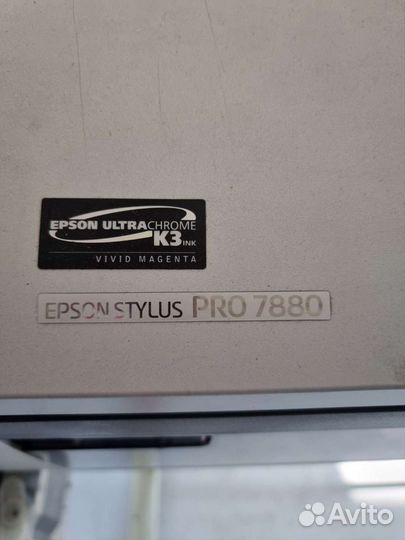 EPSON ULTRACHROME
K3 INK
VIVID MAGENTA
EPSON STYLUS PRO 7880
Avito